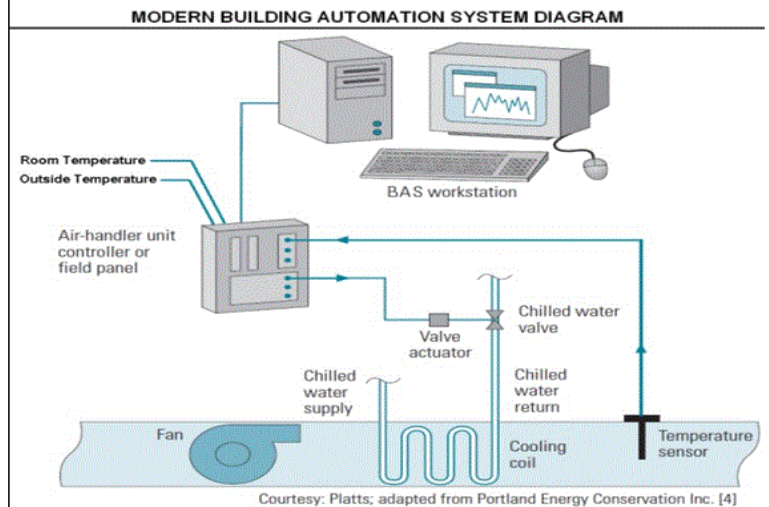 MODERN BUILDING AUTOMATION SYSTEM DIAGRAM
Room Temperature
Outside Temperature
BAS workstation
Air-handler unit
controller or
field panel
Valve
actuator
Chilled water
valve
Chilled
water
supply
Chilled
water
return
Fan
Cooling
coil
Temperature
sensor
Courtesy: Platts; adapted from Portland Energy Conservation Inc. [4]